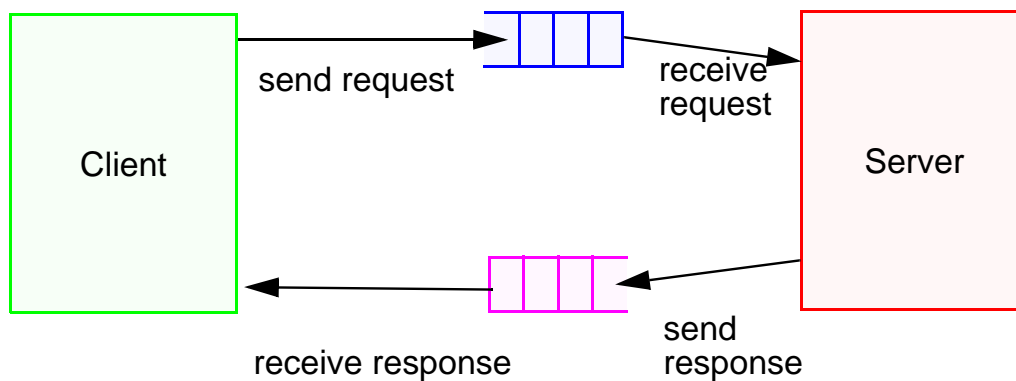 send request
receive
request
Client
Server
send
response
receive response